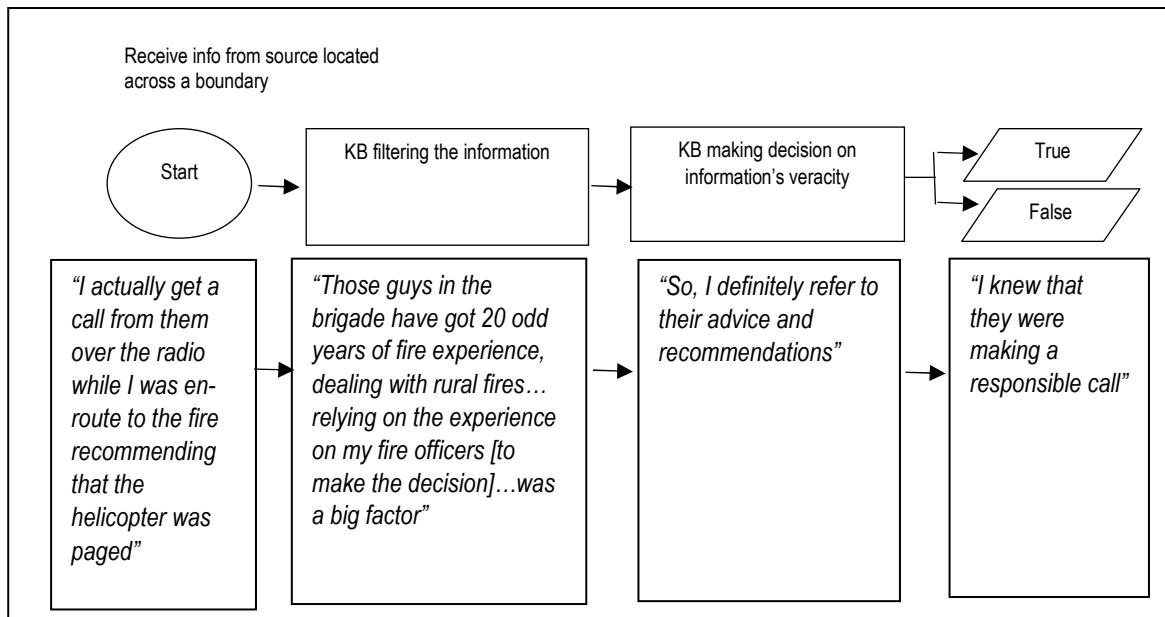 Receive info from source located
across a boundary
Start
KB filtering the information
KB making decision on
information’s veracity
True
False
“I actually get a
call from them
over the radio
while I was en-
route to the fire
recommending
that the
helicopter was
paged”
“Those guys in the
brigade have got 20 odd
years of fire experience,
dealing with rural fires…
relying on the experience
on my fire officers [to
make the decision]…was
a big factor”
“So, I definitely refer to
their advice and
recommendations”
“I knew that
they were
making a
responsible call”